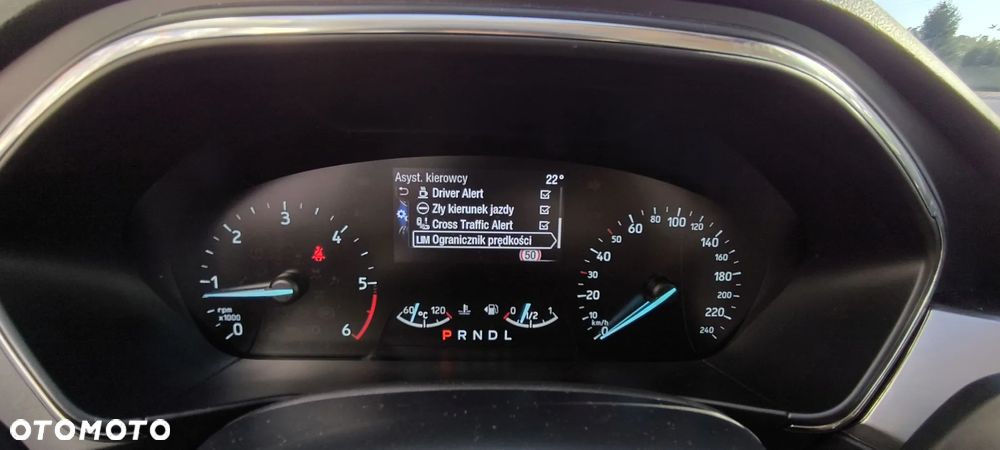 Asyst. kierowcy 22°
Driver Alert
Zły kierunek jazdy
Cross Traffic Alert
LIM Ogranicznik prędkości
(50)
0 1 2 3 4 5 6
rpm
x1000
60 °C 120
0 1/2 1
P R N D L
0 10 20 30 40 50 60 80 100 120 140 160 180 200 220 240
km/h
OTOMOTO